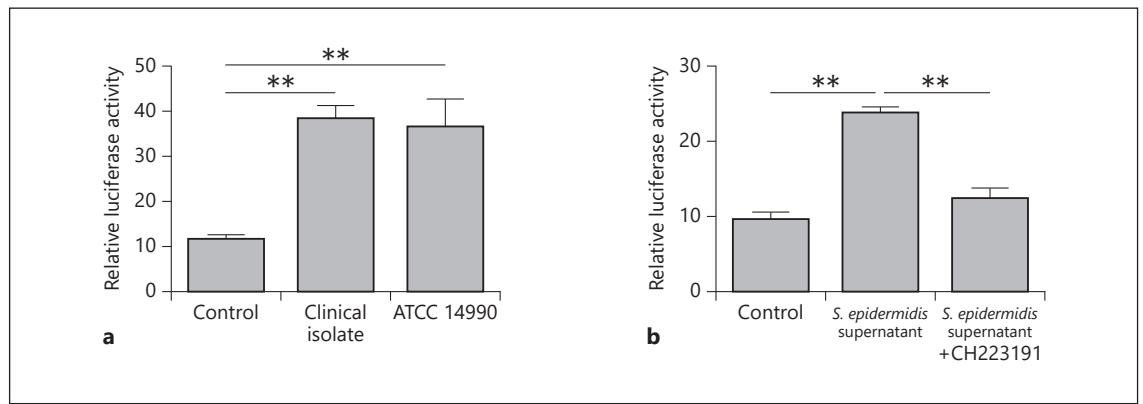 Relative luciferase activity
50
40
30
20
10
0
**
**
Control
Clinical
isolate
ATCC 14990
a
Relative luciferase activity
30
20
10
0
**
**
Control
S. epidermidis
supernatant
S. epidermidis
supernatant
+CH223191
b